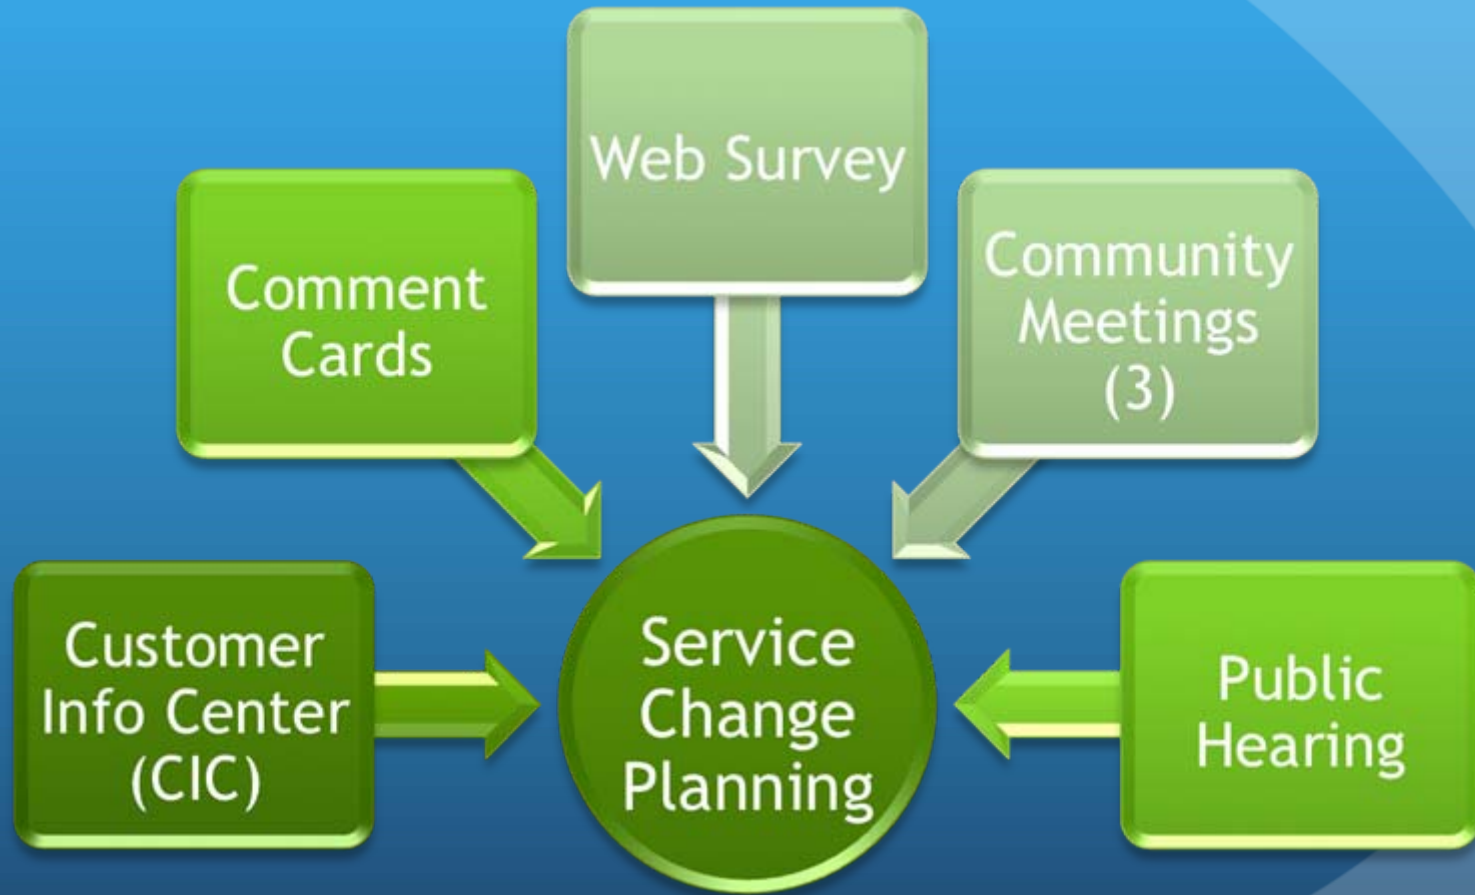 Web Survey
Comment
Cards
Community
Meetings
(3)
Customer
Info Center
(CIC)
Service
Change
Planning
Public
Hearing